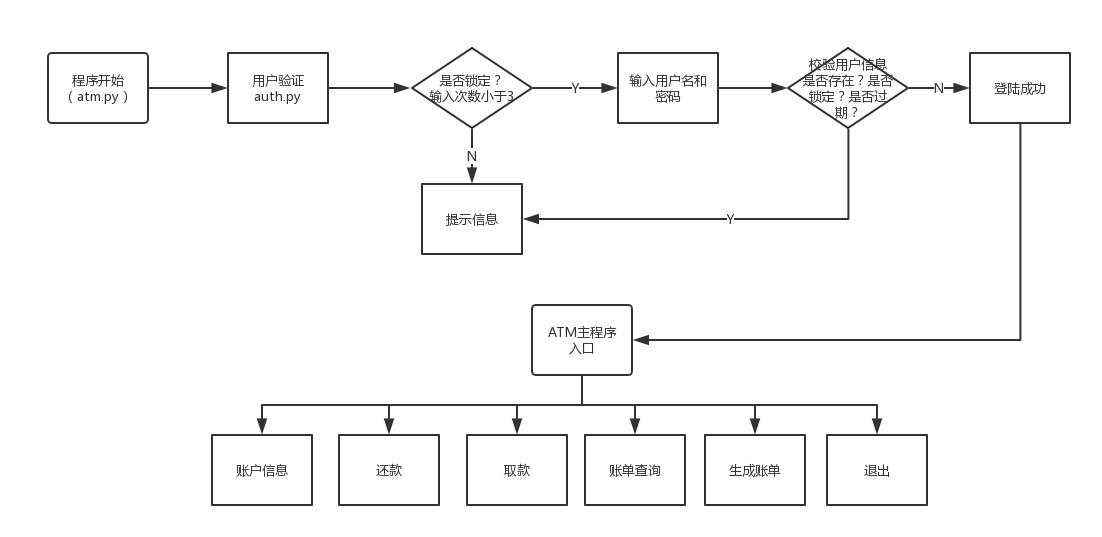 程序开始
（ atm.py ）
用户验证
auth.py
是否锁定？
输入次数小于3
Y
输入用户名和
密码
校验用户信息
是否存在？是否
锁定？是否过
期？
N
登陆成功
N
提示信息
Y
ATM主程序
入口
账户信息
还款
取款
账单查询
生成账单
退出